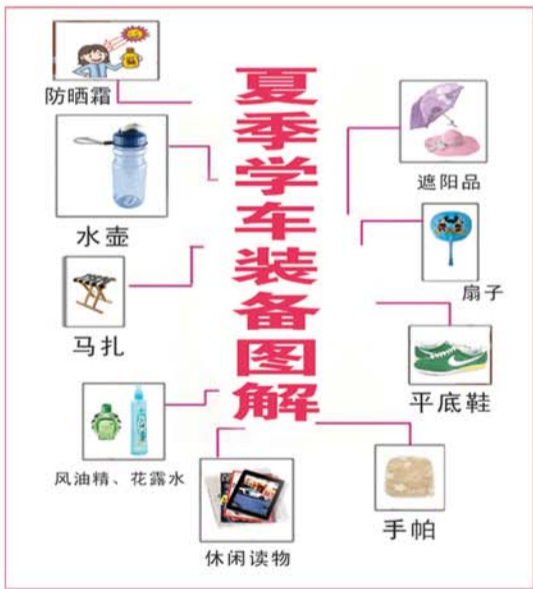 夏季学车装备图解
防晒霜
水壶
马扎
风油精、花露水
休闲读物
遮阳品
扇子
平底鞋
手帕